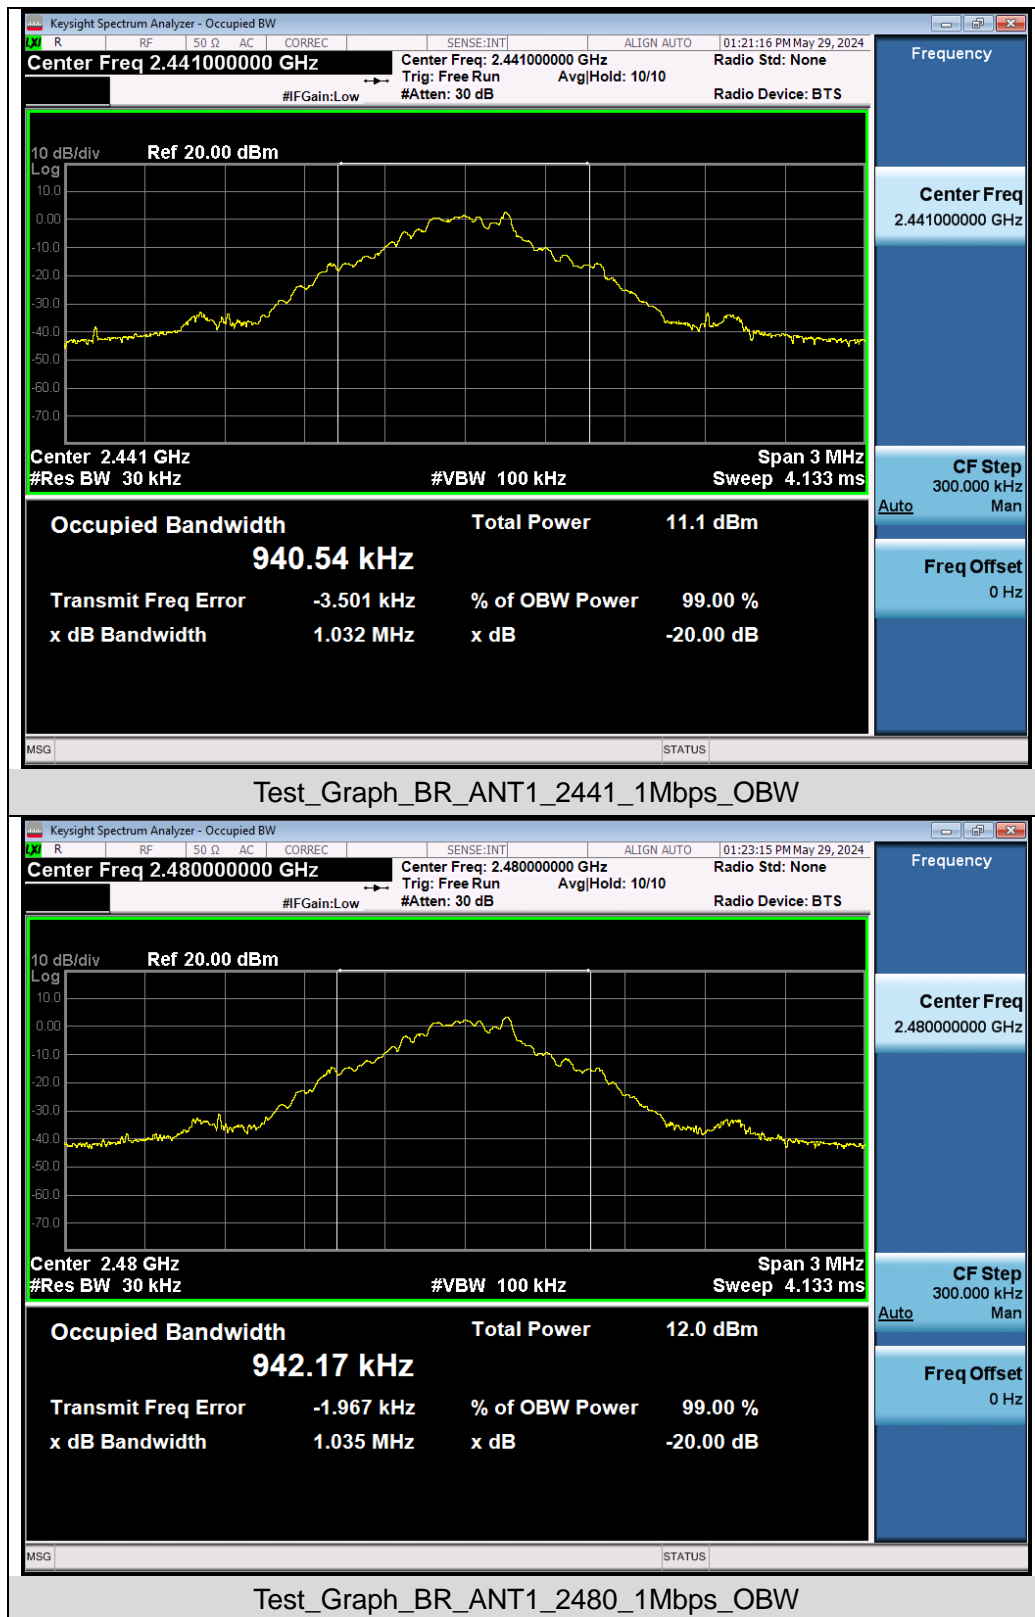 Keysight Spectrum Analyzer - Occupied BW
LXI R RF 50 Ω AC CORREC SENSE:INT ALIGN AUTO 01:21:16 PM May 29, 2024
Center Freq 2.441000000 GHz Center Freq: 2.441000000 GHz Radio Std: None Frequency
Trig: Free Run Avg|Hold: 10/10
#IFGain:Low #Atten: 30 dB Radio Device: BTS
10 dB/div Ref 20.00 dBm
Log
10.0
0.00
-10.0
-20.0
-30.0
-40.0
-50.0
-60.0
-70.0
Center Freq
2.441000000 GHz
Center 2.441 GHz Span 3 MHz
#Res BW 30 kHz #VBW 100 kHz Sweep 4.133 ms
CF Step
300.000 kHz
Auto Man
Occupied Bandwidth Total Power 11.1 dBm
940.54 kHz
Freq Offset
0 Hz
Transmit Freq Error -3.501 kHz % of OBW Power 99.00 %
x dB Bandwidth 1.032 MHz x dB -20.00 dB
MSG STATUS
Test_Graph_BR_ANT1_2441_1Mbps_OBW
Keysight Spectrum Analyzer - Occupied BW
LXI R RF 50 Ω AC CORREC SENSE:INT ALIGN AUTO 01:23:15 PM May 29, 2024
Center Freq 2.480000000 GHz Center Freq: 2.480000000 GHz Radio Std: None Frequency
Trig: Free Run Avg|Hold: 10/10
#IFGain:Low #Atten: 30 dB Radio Device: BTS
10 dB/div Ref 20.00 dBm
Log
10.0
0.00
-10.0
-20.0
-30.0
-40.0
-50.0
-60.0
-70.0
Center Freq
2.480000000 GHz
Center 2.48 GHz Span 3 MHz
#Res BW 30 kHz #VBW 100 kHz Sweep 4.133 ms
CF Step
300.000 kHz
Auto Man
Occupied Bandwidth Total Power 12.0 dBm
942.17 kHz
Freq Offset
0 Hz
Transmit Freq Error -1.967 kHz % of OBW Power 99.00 %
x dB Bandwidth 1.035 MHz x dB -20.00 dB
MSG STATUS
Test_Graph_BR_ANT1_2480_1Mbps_OBW